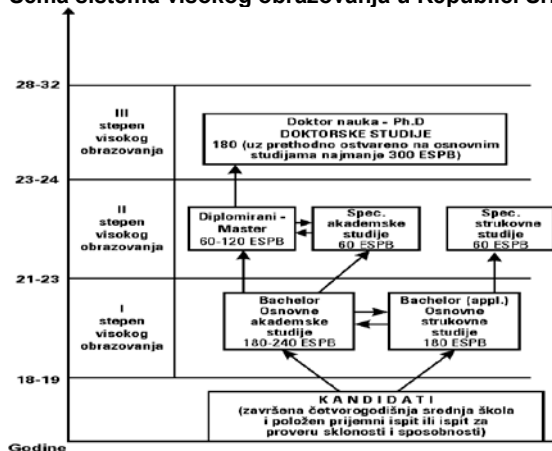 Šema sistema visokog obrazovanja u Republici
28-32
III
stepen
visokog
obrazovanja
Doktor nauka - Ph.D
DOKTORSKE STUDIJE
180 (uz prethodno ostvareno na osnovnim
studijama najmanje 300 ESPB)
23-24
II
stepen
visokog
obrazovanja
Diplomirani -
Master
60-120 ESPB
Spec.
akademske
studije
60 ESPB
Spec.
strukovne
studije
60 ESPB
21-23
I
stepen
visokog
obrazovanja
Bachelor
Osnovne
akademske
studije
180-240 ESPB
Bachelor (appl.)
Osnovne
strukovne
studije
180 ESPB
18-19
KANDIDATI
(završena četvorogodišnja srednja škola
i položen prijemni ispit ili ispit za
proveru sklonosti i sposobnosti)
Godine